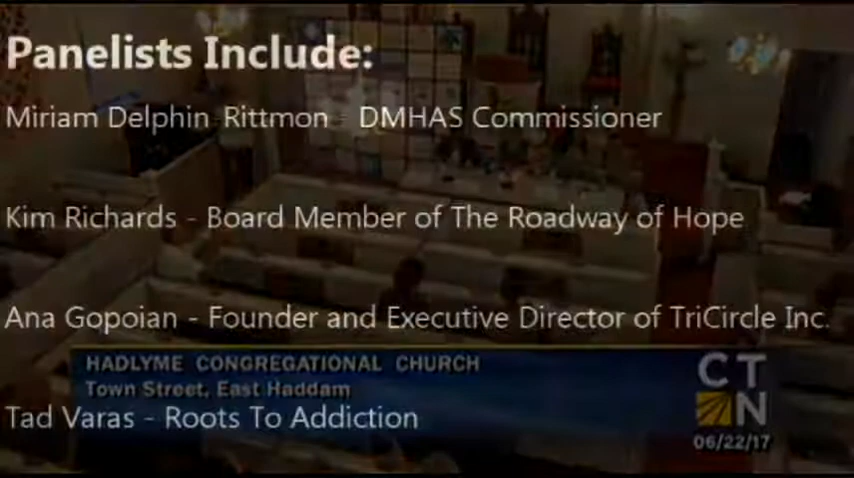 Panelists Include:
Miriam Delphin Rittmon - DMHAS Commissioner
Kim Richards - Board Member of The Roadway of Hope
Ana Gopoian - Founder and Executive Director of TriCircle Inc.
HADLYME CONGREGATIONAL CHURCH
Town Street, East Haddam
Tad Varas - Roots To Addiction
CT
N
06/22/17